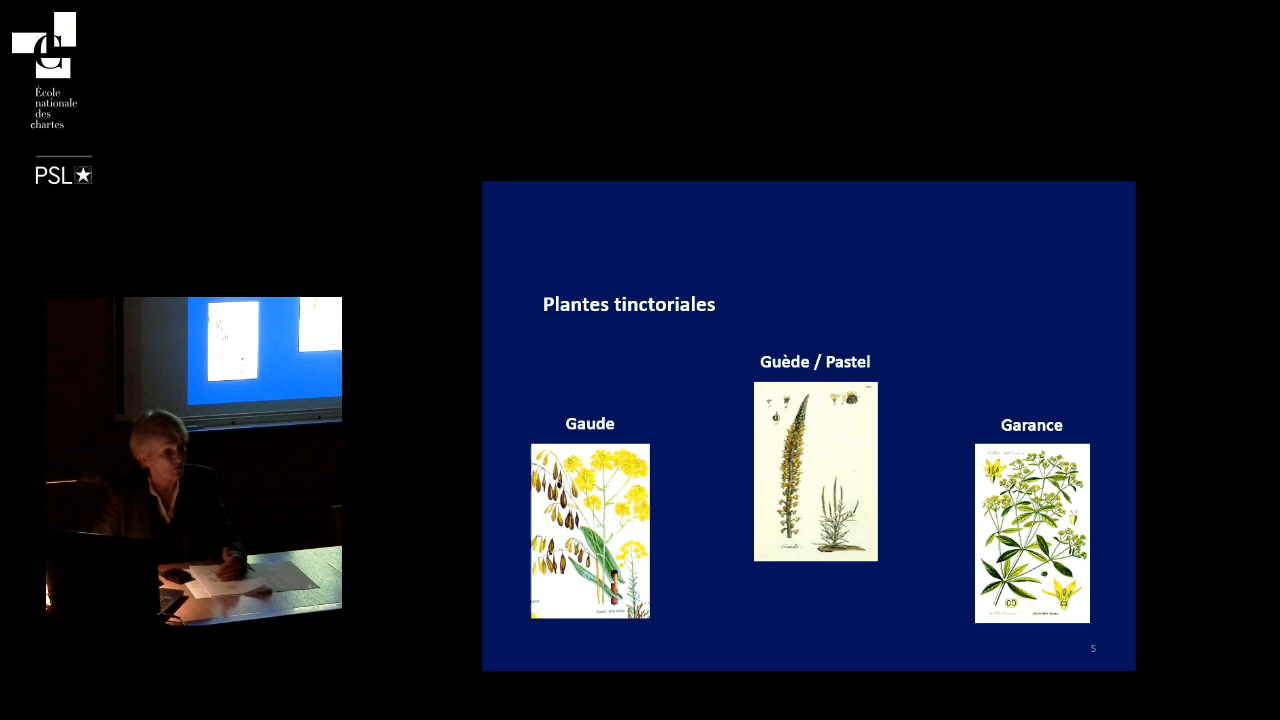 École
nationale
des
chartes
PSL
Plantes tinctoriales
Guède / Pastel
Gaude
Garance
5